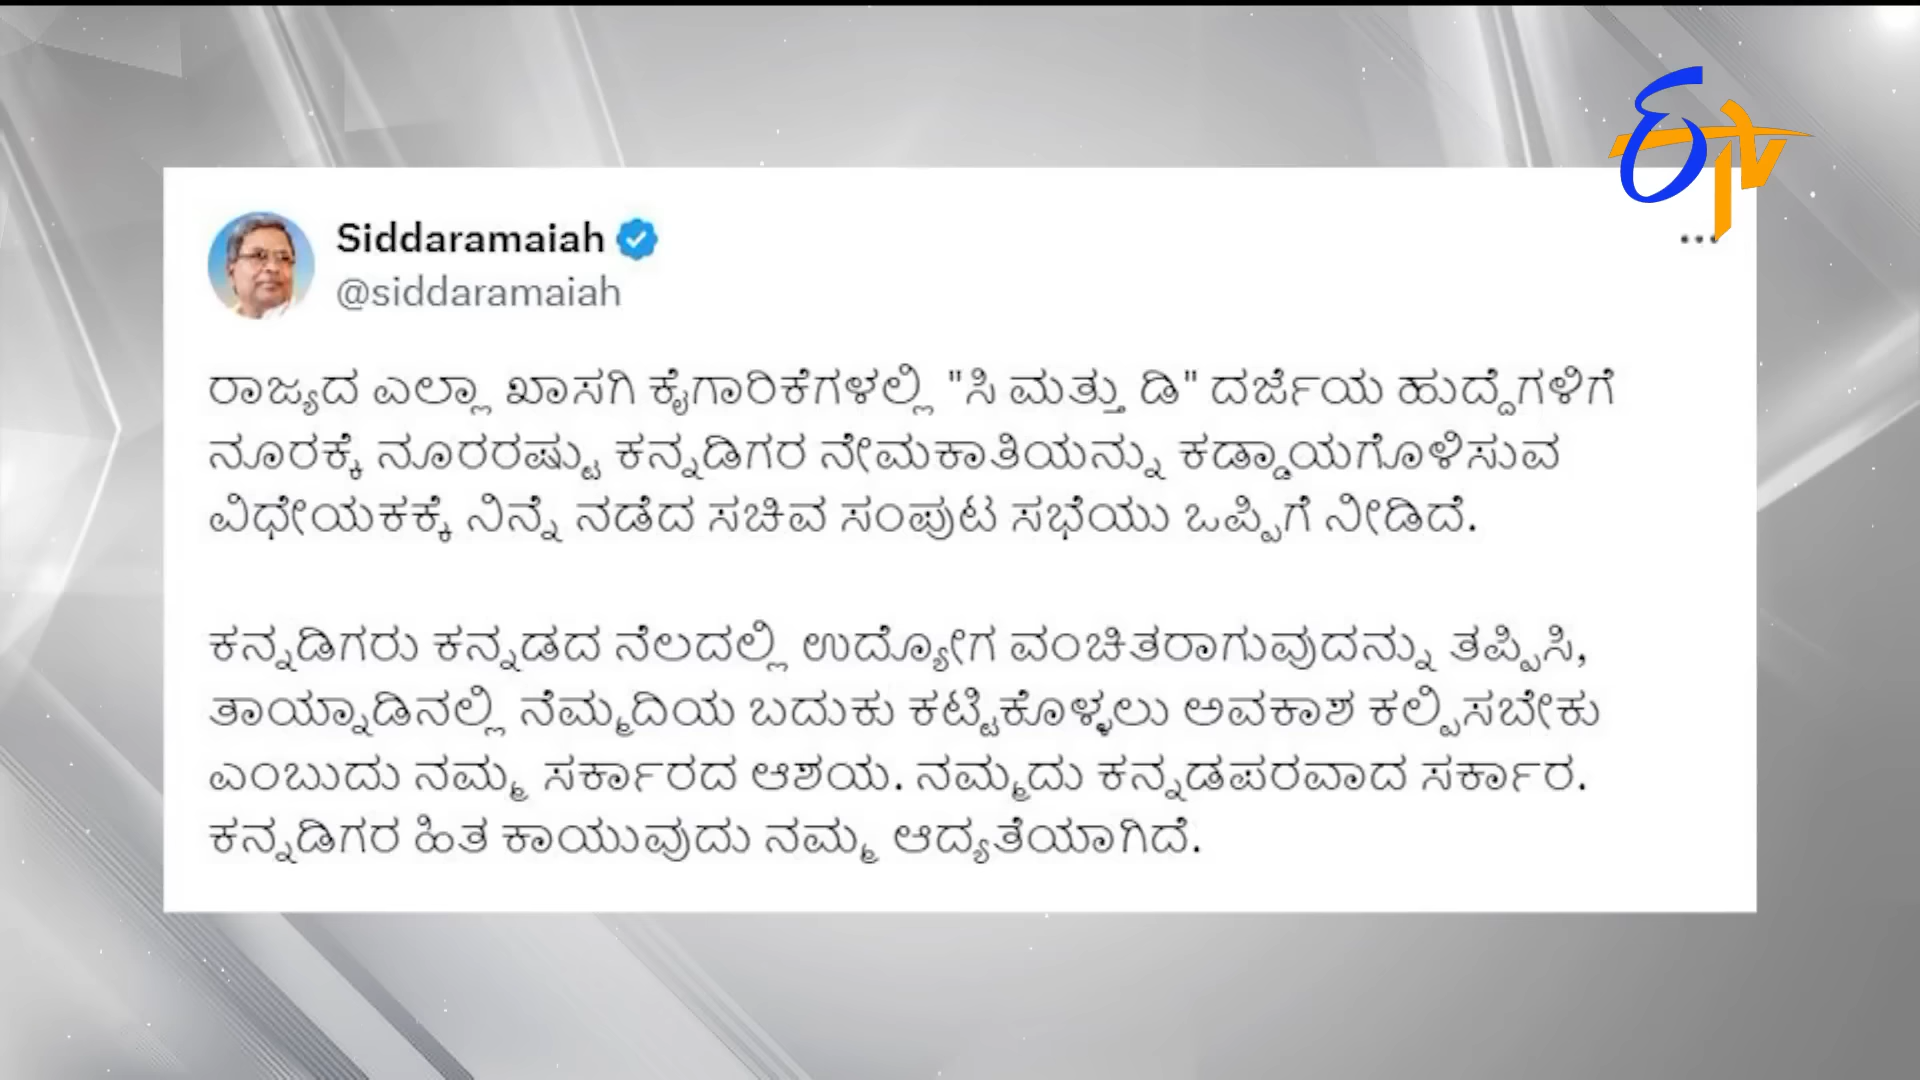 ETV
Siddaramaiah
@siddaramaiah
ರಾಜ್ಯದ ಎಲ್ಲಾ ಖಾಸಗಿ ಕೈಗಾರಿಕೆಗಳಲ್ಲಿ "ಸಿ ಮತ್ತು ಡಿ" ದರ್ಜೆಯ ಹುದ್ದೆಗಳಿಗೆ
ನೂರಕ್ಕೆ ನೂರರಷ್ಟು ಕನ್ನಡಿಗರ ನೇಮಕಾತಿಯನ್ನು ಕಡ್ಡಾಯಗೊಳಿಸುವ
ವಿಧೇಯಕಕ್ಕೆ ನಿನ್ನೆ ನಡೆದ ಸಚಿವ ಸಂಪುಟ ಸಭೆಯು ಒಪ್ಪಿಗೆ ನೀಡಿದೆ.
ಕನ್ನಡಿಗರು ಕನ್ನಡದ ನೆಲದಲ್ಲಿ ಉದ್ಯೋಗ ವಂಚಿತರಾಗುವುದನ್ನು ತಪ್ಪಿಸಿ,
ತಾಯ್ನಾಡಿನಲ್ಲಿ ನೆಮ್ಮದಿಯ ಬದುಕು ಕಟ್ಟಿಕೊಳ್ಳಲು ಅವಕಾಶ ಕಲ್ಪಿಸಬೇಕು
ಎಂಬುದು ನಮ್ಮ ಸರ್ಕಾರದ ಆಶಯ. ನಮ್ಮದು ಕನ್ನಡಪರವಾದ ಸರ್ಕಾರ.
ಕನ್ನಡಿಗರ ಹಿತ ಕಾಯುವುದು ನಮ್ಮ ಆದ್ಯತೆಯಾಗಿದೆ.